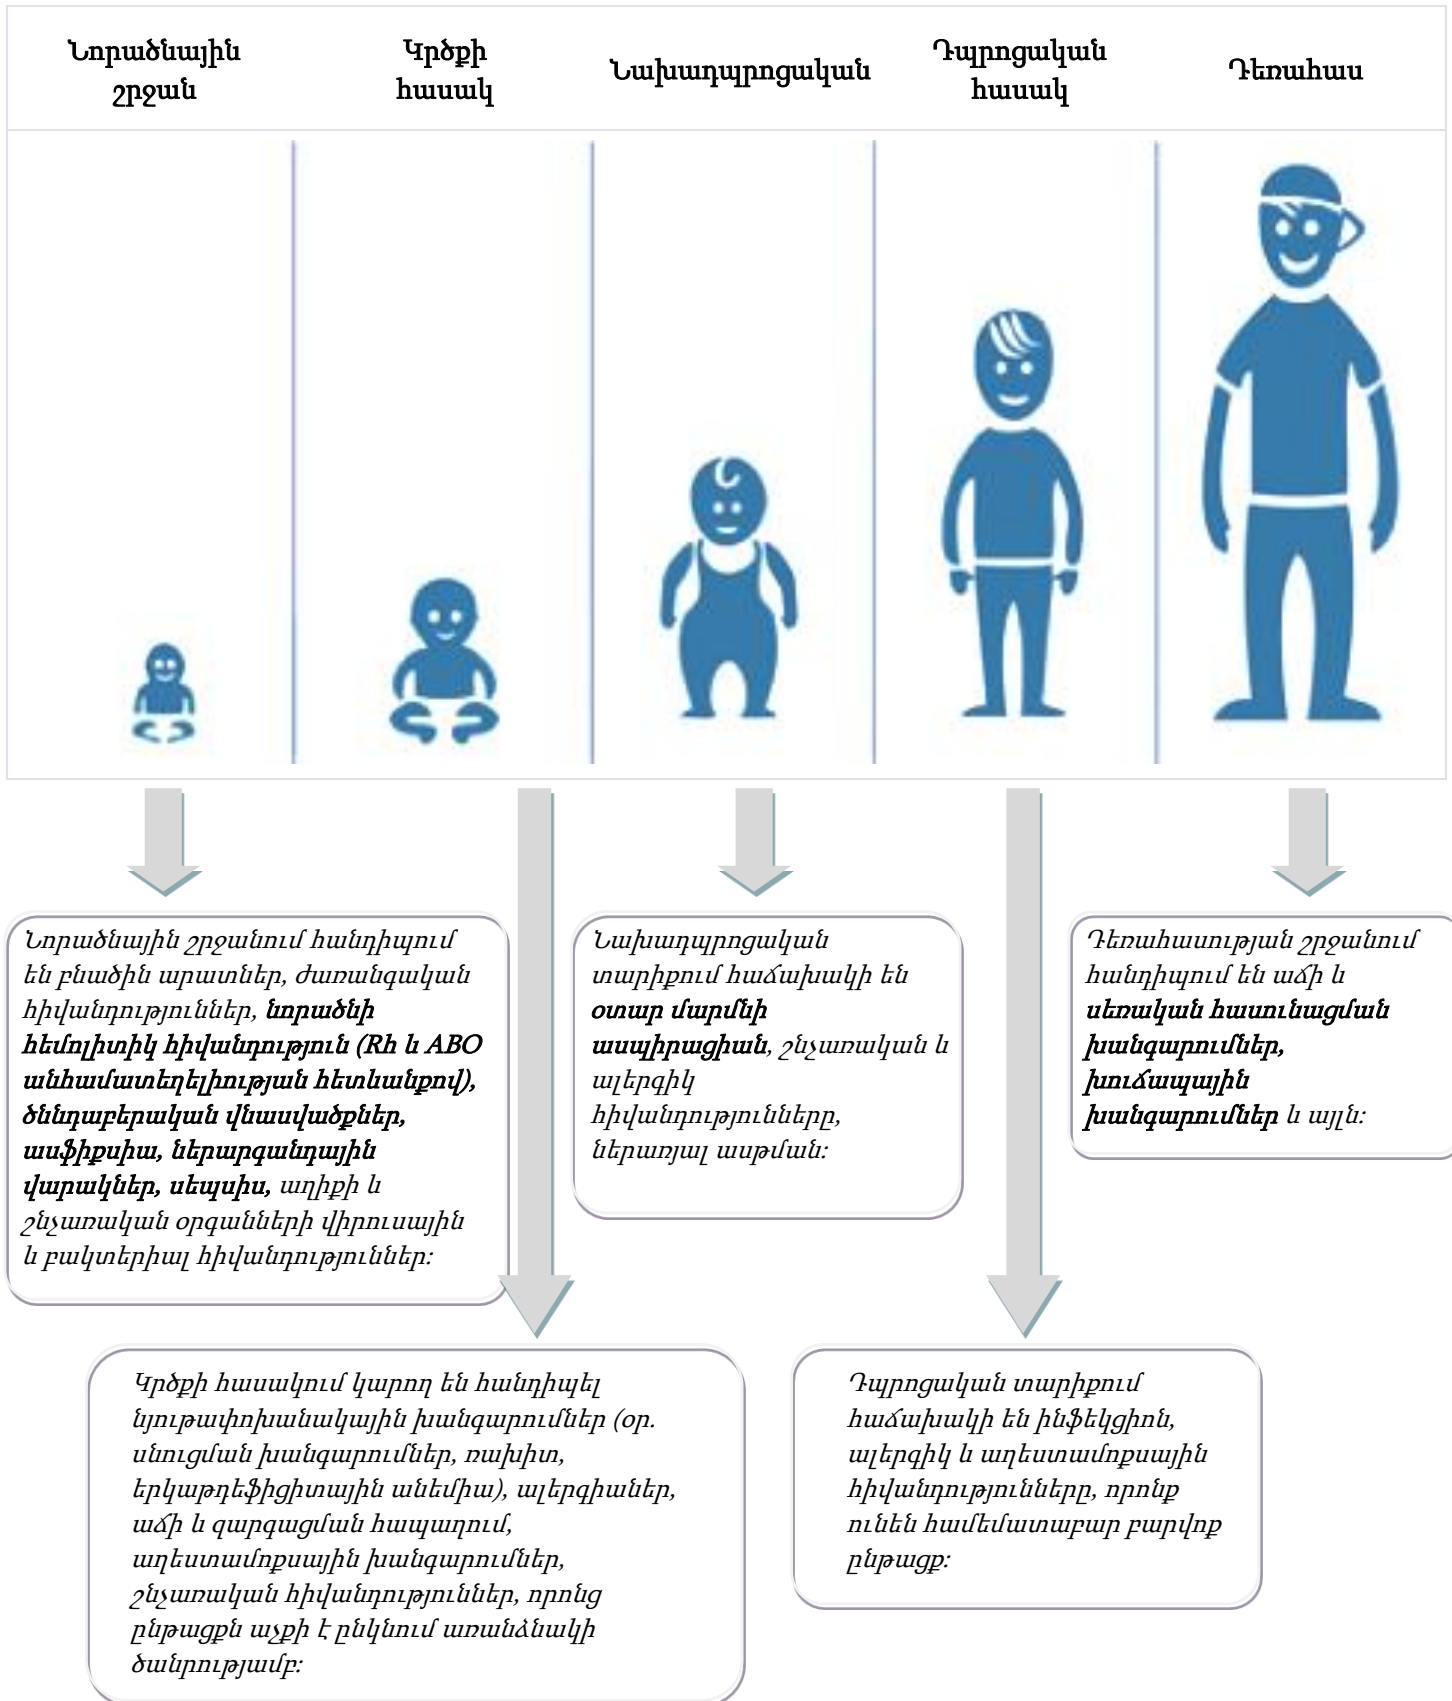 Նորածնային
շրջան
Կրծքի
հասակ
Նախադպրոցական
Դպրոցական
հասակ
Դեռահաս
Նորածնային շրջանում հանդիպում
են բնածին արատներ, ժառանգական
հիվանդություններ, նորածնի
հեմոլիտիկ հիվանդություն (Rh և ABO
անհամատեղելիության հետևանքով),
ծննդաբերական վնասվածքներ,
ասֆիքսիա, ներարգանդային
վարակներ, սեպսիս, աղիքի և
շնչառական օրգանների վիրուսային
և բակտերիալ հիվանդություններ:
Նախադպրոցական
տարիքում հաճախակի են
օտար մարմնի
ասպիրացիան, շնչառական և
ալերգիկ
հիվանդությունները,
ներառյալ ասթման:
Դեռահասության շրջանում
հանդիպում են աճի և
սեռական հասունացման
խանգարումներ,
խուճապային
խանգարումներ և այլն:
Կրծքի հասակում կարող են հանդիպել
նյութափոխանակային խանգարումներ (օր.
սնուցման խանգարումներ, ռախիտ,
երկաթդեֆիցիտային անեմիա), ալերգիաներ,
աճի և զարգացման հապաղում,
աղեստամոքսային խանգարումներ,
շնչառական հիվանդություններ, որոնց
ընթացքն աչքի է ընկնում առանձնակի
ծանրությամբ:
Դպրոցական տարիքում
հաճախակի են ինֆեկցիոն,
ալերգիկ և աղեստամոքսային
հիվանդությունները, որոնք
ունեն համեմատաբար բարվոք
ընթացք: